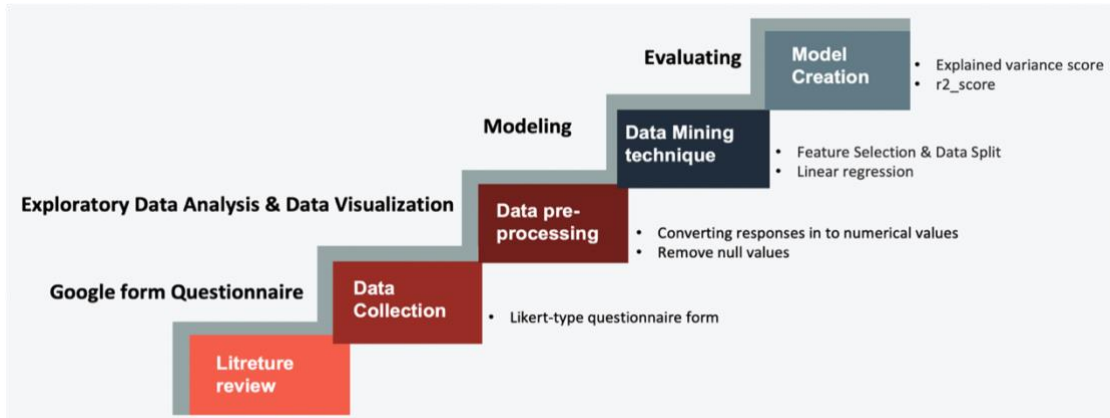 Evaluating
Model
Creation
• Explained variance score
• r2_score
Modeling
Data Mining
technique
• Feature Selection & Data Split
• Linear regression
Exploratory Data Analysis & Data Visualization
Data pre-
processing
• Converting responses in to numerical values
• Remove null values
Google form Questionnaire
Data
Collection
• Likert-type questionnaire form
Litreture
review